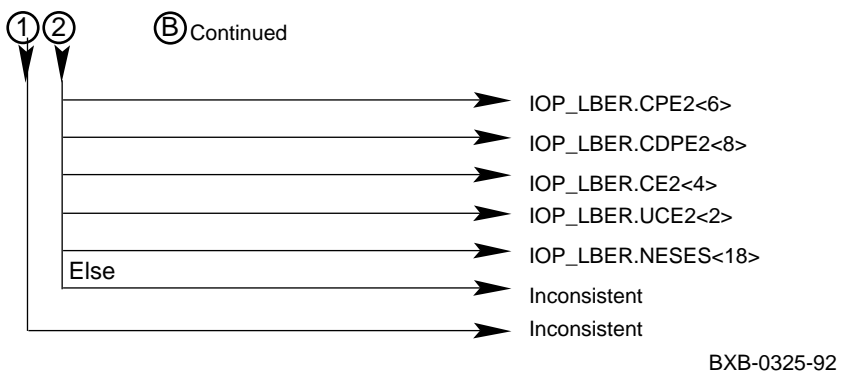 1 2 B Continued
IOP_LBER.CPE2<6>
IOP_LBER.CDPE2<8>
IOP_LBER.CE2<4>
IOP_LBER.UCE2<2>
IOP_LBER.NESES<18>
Else
Inconsistent
Inconsistent
BXB-0325-92